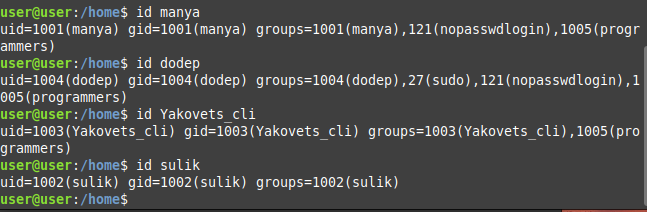 user@user:/home$ id manya
uid=1001(manya) gid=1001(manya) groups=1001(manya),121(nopasswdlogin),1005(progr
ammers)
user@user:/home$ id dodep
uid=1004(dodep) gid=1004(dodep) groups=1004(dodep),27(sudo),121(nopasswdlogin),1
005(programmers)
user@user:/home$ id Yakovets_cli
uid=1003(Yakovets_cli) gid=1003(Yakovets_cli) groups=1003(Yakovets_cli),1005(pro
grammers)
user@user:/home$ id sulik
uid=1002(sulik) gid=1002(sulik) groups=1002(sulik)
user@user:/home$